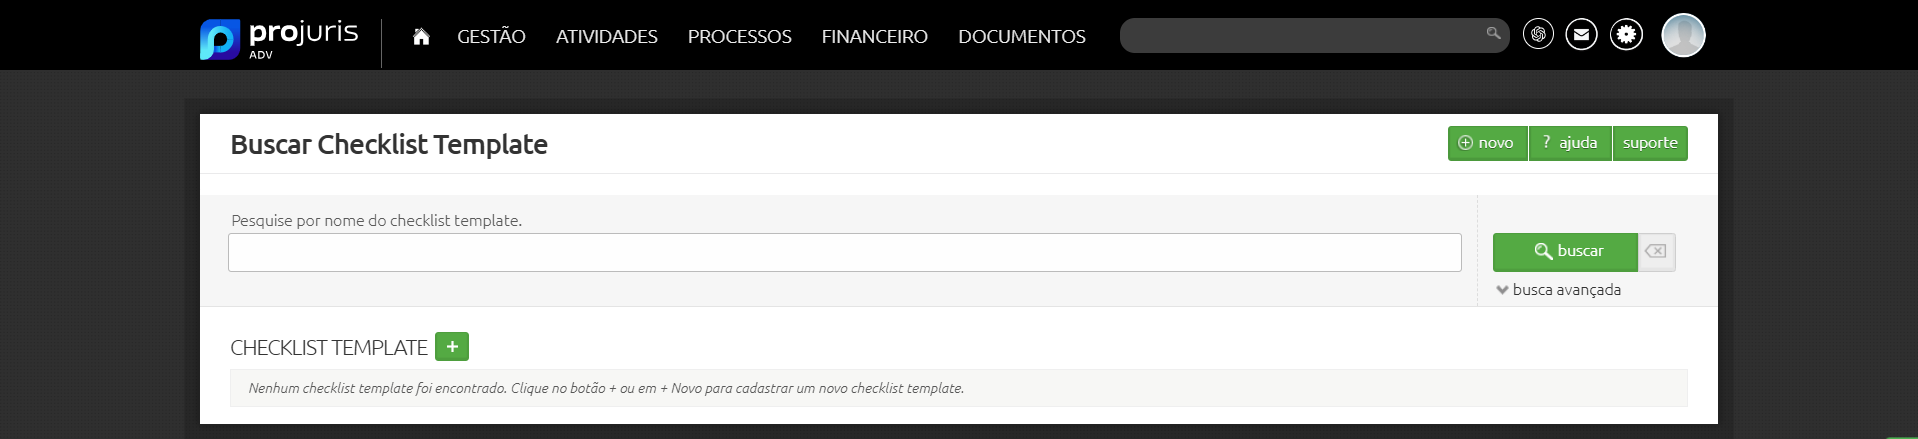 projuris
ADV
GESTÃO ATIVIDADES PROCESSOS FINANCEIRO DOCUMENTOS
Buscar Checklist Template
novo ? ajuda suporte
Pesquise por nome do checklist template.
buscar
busca avançada
CHECKLIST TEMPLATE +
Nenhum checklist template foi encontrado. Clique no botão + ou em + Novo para cadastrar um novo checklist template.